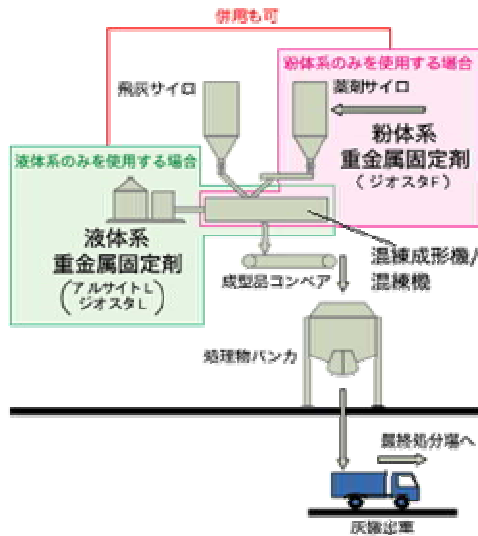 併用も可
粉体系のみを使用する場合
飛灰サイロ
薬剤サイロ
粉体系
重金属固定剤
（ジオスタF）
液体系のみを使用する場合
液体系
重金属固定剤
（アルサイトL
ジオスタL）
混練成形機/
混練機
成型品コンベア
処理物バンカ
最終処分場へ
灰搬出車